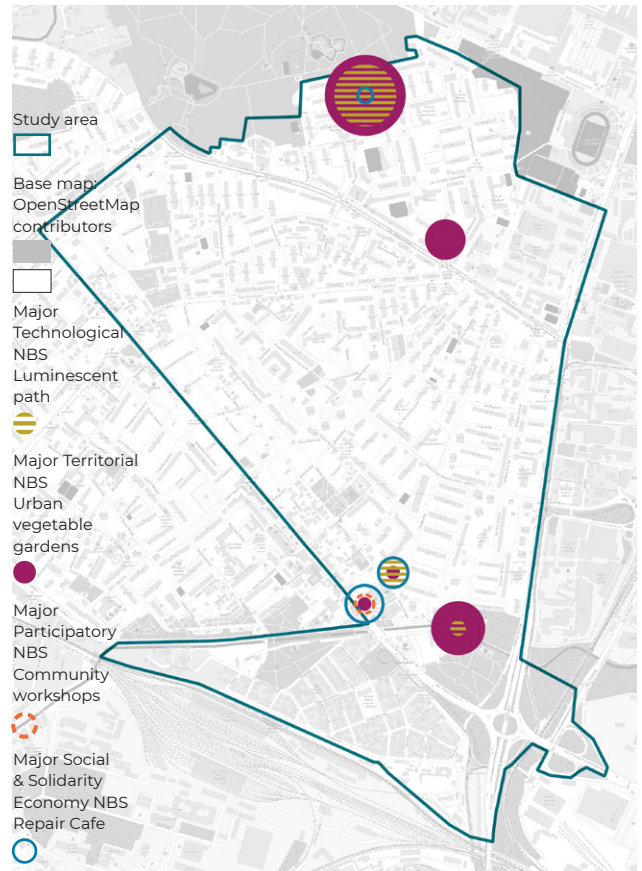 Study area
Base map:
OpenStreetMap
contributors
Major
Technological
NBS
Luminescent
path
Major Territorial
NBS
Urban
vegetable
gardens
Major
Participatory
NBS
Community
workshops
Major Social
& Solidarity
Economy NBS
Repair Cafe